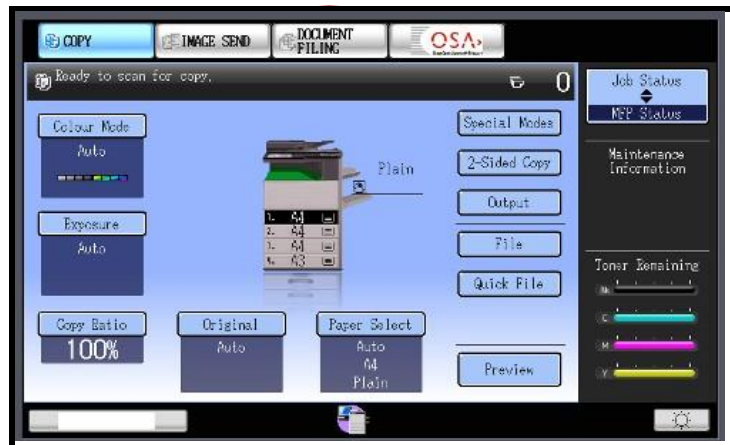 COPY
IMAGE SEND
DOCUMENT
FILING
OSA
Ready to scan for copy.
0
Job Status
MFP Status
Colour Mode
Auto
Special Modes
2-Sided Copy
Plain
Maintenance
Information
Output
Exposure
Auto
1. A4
2. A4
3. A4
4. A3
File
Quick File
Toner Remaining
Bk
C
M
Y
Copy Ratio
100%
Original
Auto
Paper Select
Auto
A4
Plain
Preview